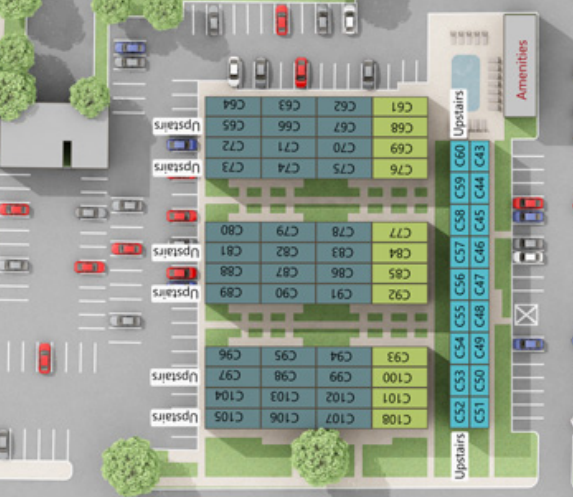 Amenities
Upstairs
C64 C63 C62 C61
Upstairs C65 C66 C67 C68
C72 C71 C70 C69
Upstairs C73 C74 C75 C76
C80 C79 C78 C77
Upstairs C81 C82 C83 C84
C88 C87 C86 C85
Upstairs C89 C90 C91 C92
C96 C95 C94 C93
Upstairs C97 C98 C99 C100
C104 C103 C102 C101
Upstairs C105 C106 C107 C108
C60 C43
C59 C44
C58 C45
C57 C46
C56 C47
C55 C48
C54 C49
C53 C50
C52 C51
Upstairs